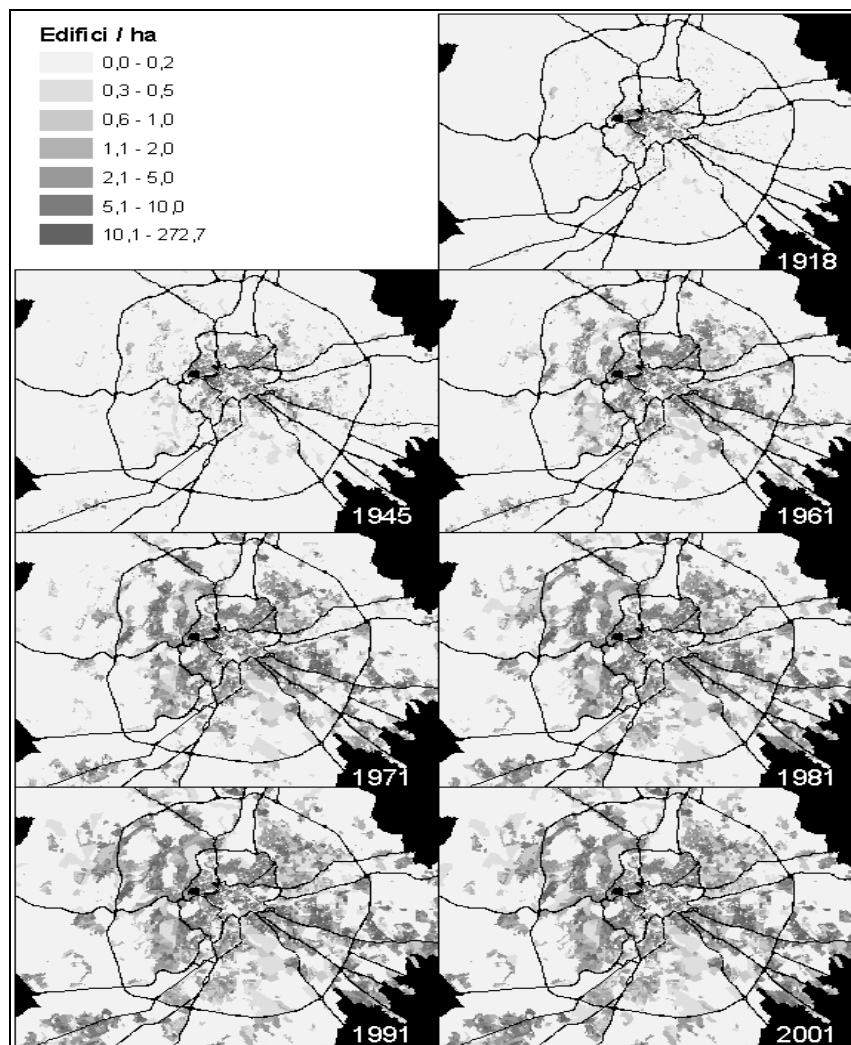 Edifici / ha
0,0 - 0,2
0,3 - 0,5
0,6 - 1,0
1,1 - 2,0
2,1 - 5,0
5,1 - 10,0
10,1 - 272,7
1918
1945
1961
1971
1981
1991
2001